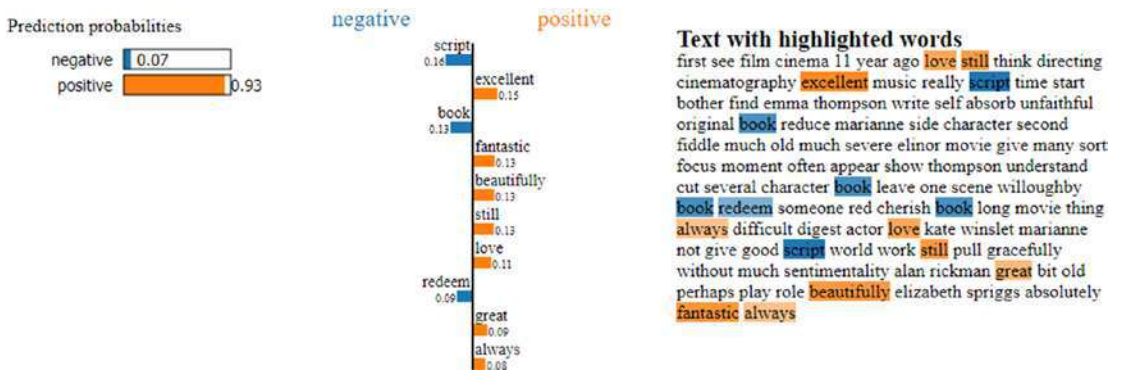 Prediction probabilities
negative 0.07
positive 0.93
negative positive
script
0.16
excellent
0.15
book
0.13
fantastic
0.13
beautifully
0.13
still
0.13
love
0.11
redeem
0.09
great
0.09
always
0.08
Text with highlighted words
first see film cinema 11 year ago love still think directing
cinematography excellent music really script time start
bother find emma thompson write self absorb unfaithful
original book reduce marianne side character second
fiddle much old much severe elinor movie give many sort
focus moment often appear show thompson understand
cut several character book leave one scene willoughby
book redeem someone red cherish book long movie thing
always difficult digest actor love kate winslet marianne
not give good script world work still pull gracefully
without much sentimentality alan rickman great bit old
perhaps play role beautifully elizabeth spriggs absolutely
fantastic always